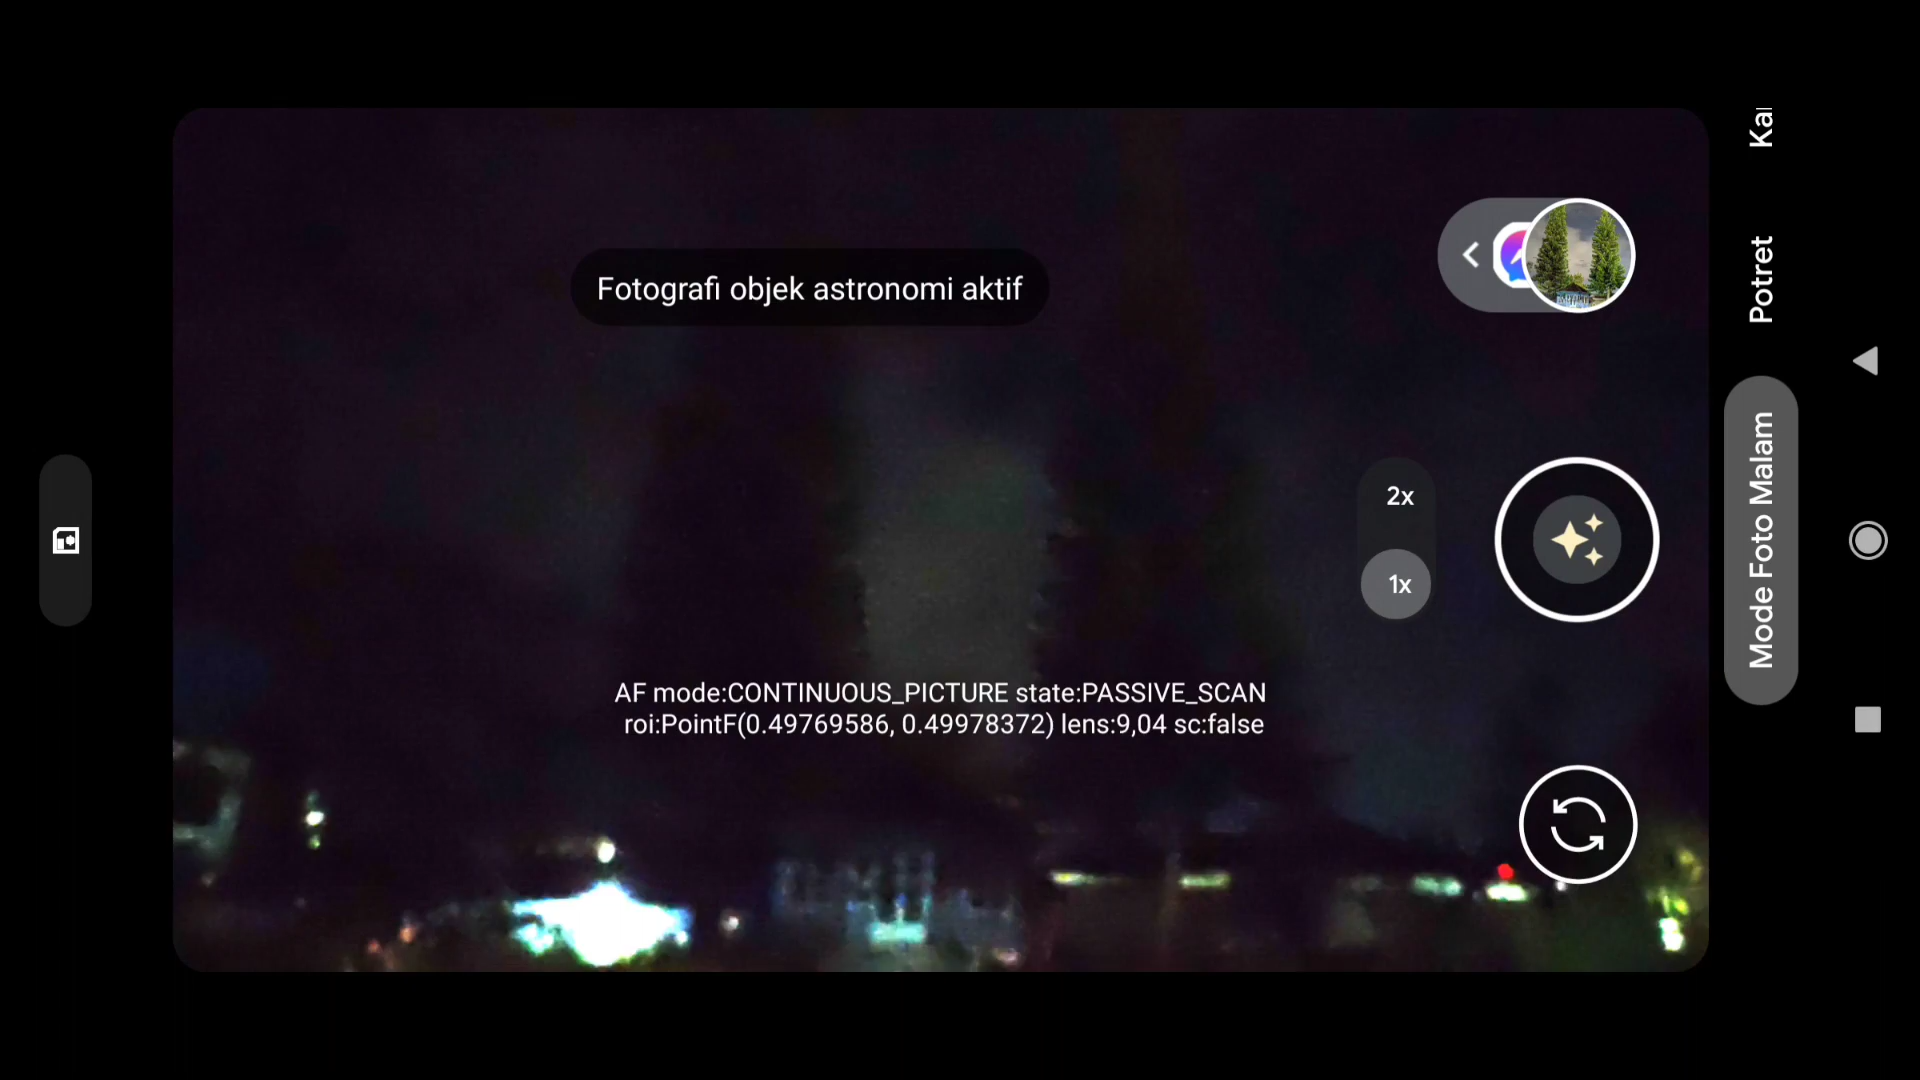 Fotografi objek astronomi aktif
2x
1x
AF mode:CONTINUOUS_PICTURE state:PASSIVE_SCAN
roi:PointF(0.49769586, 0.49978372) lens:9,04 sc:false
Mode Foto Malam
Potret
Ka